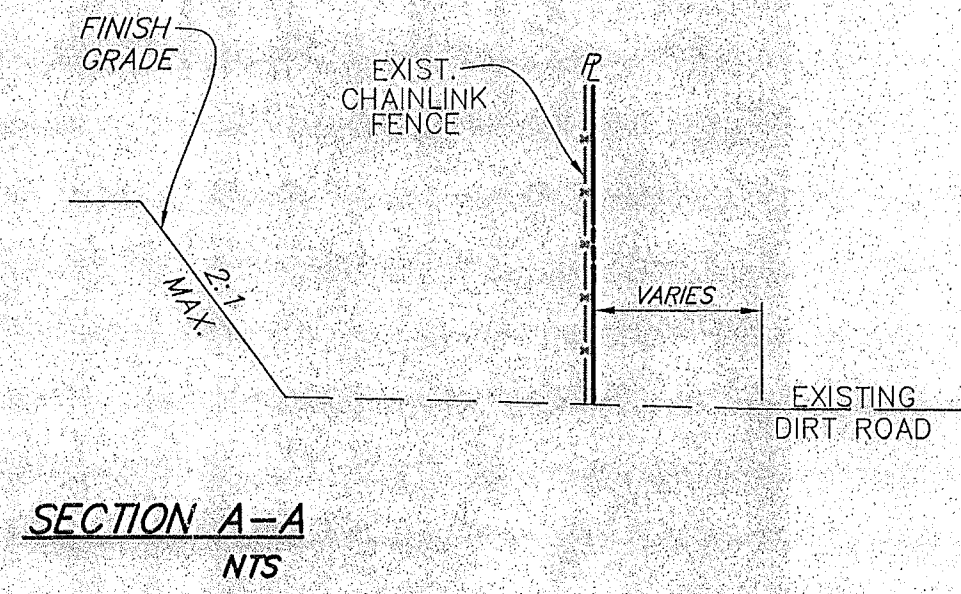 FINISH
GRADE
EXIST.
CHAINLINK
FENCE
PL
2:1
MAX.
VARIES
EXISTING
DIRT ROAD
SECTION A-A
NTS